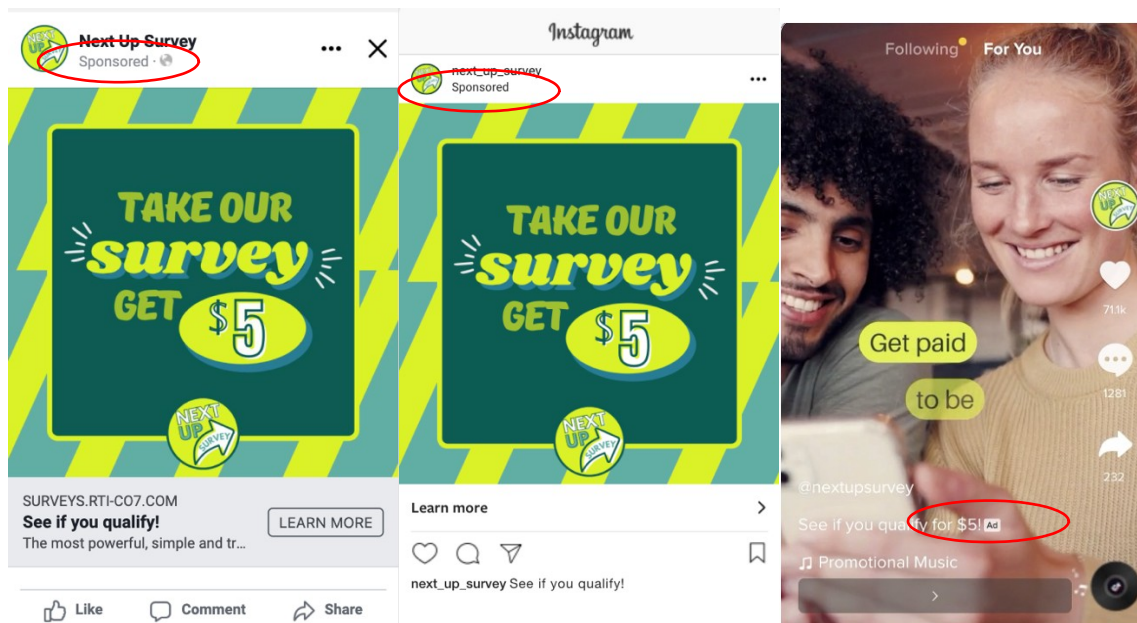 Next Up Survey
Sponsored ·
TAKE OUR
survey
GET $5
NEXT
UP
SURVEY
SURVEYS.RTI-CO7.COM
See if you qualify!
The most powerful, simple and tr...
LEARN MORE
Like
Comment
Share
Instagram
next_up_survey
Sponsored
TAKE OUR
survey
GET $5
NEXT
UP
SURVEY
Learn more
next_up_survey See if you qualify!
Following
For You
NEXT
UP
SURVEY
71.1k
Get paid
to be
1281
232
@nextupsurvey
See if you qualify for $5! Ad
Promotional Music